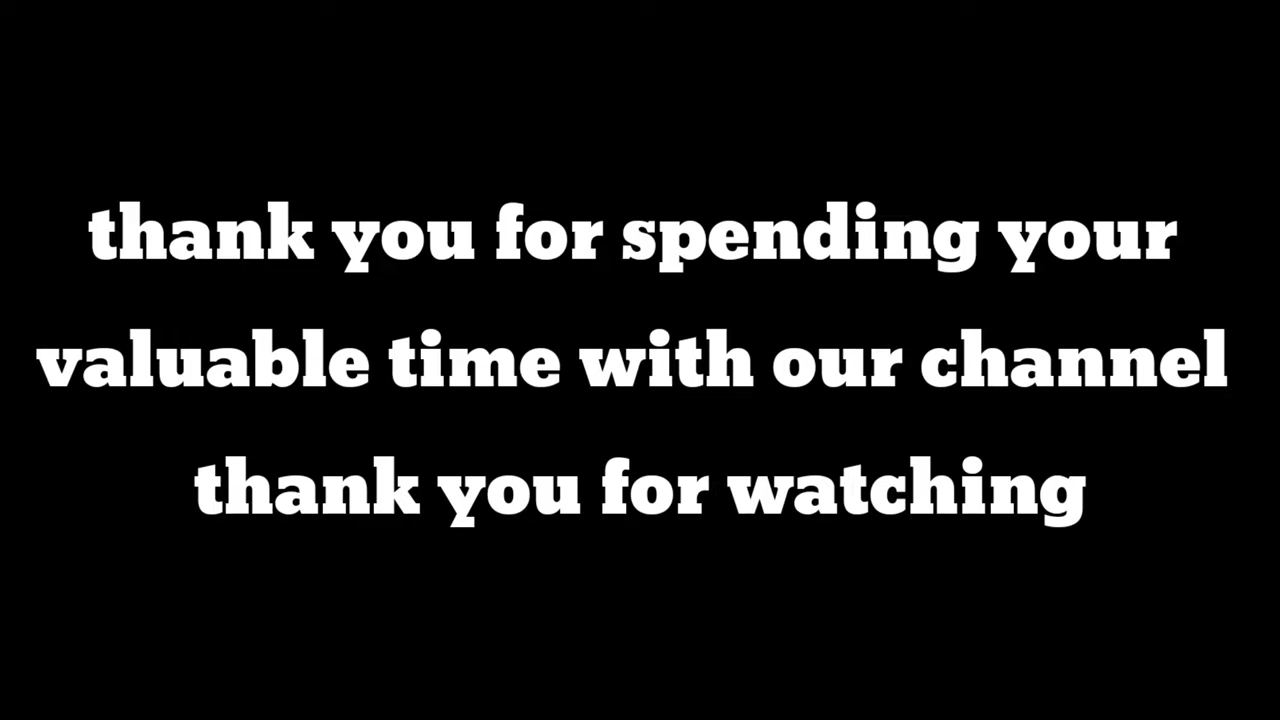 thank you for spending your
valuable time with our channel
thank you for watching